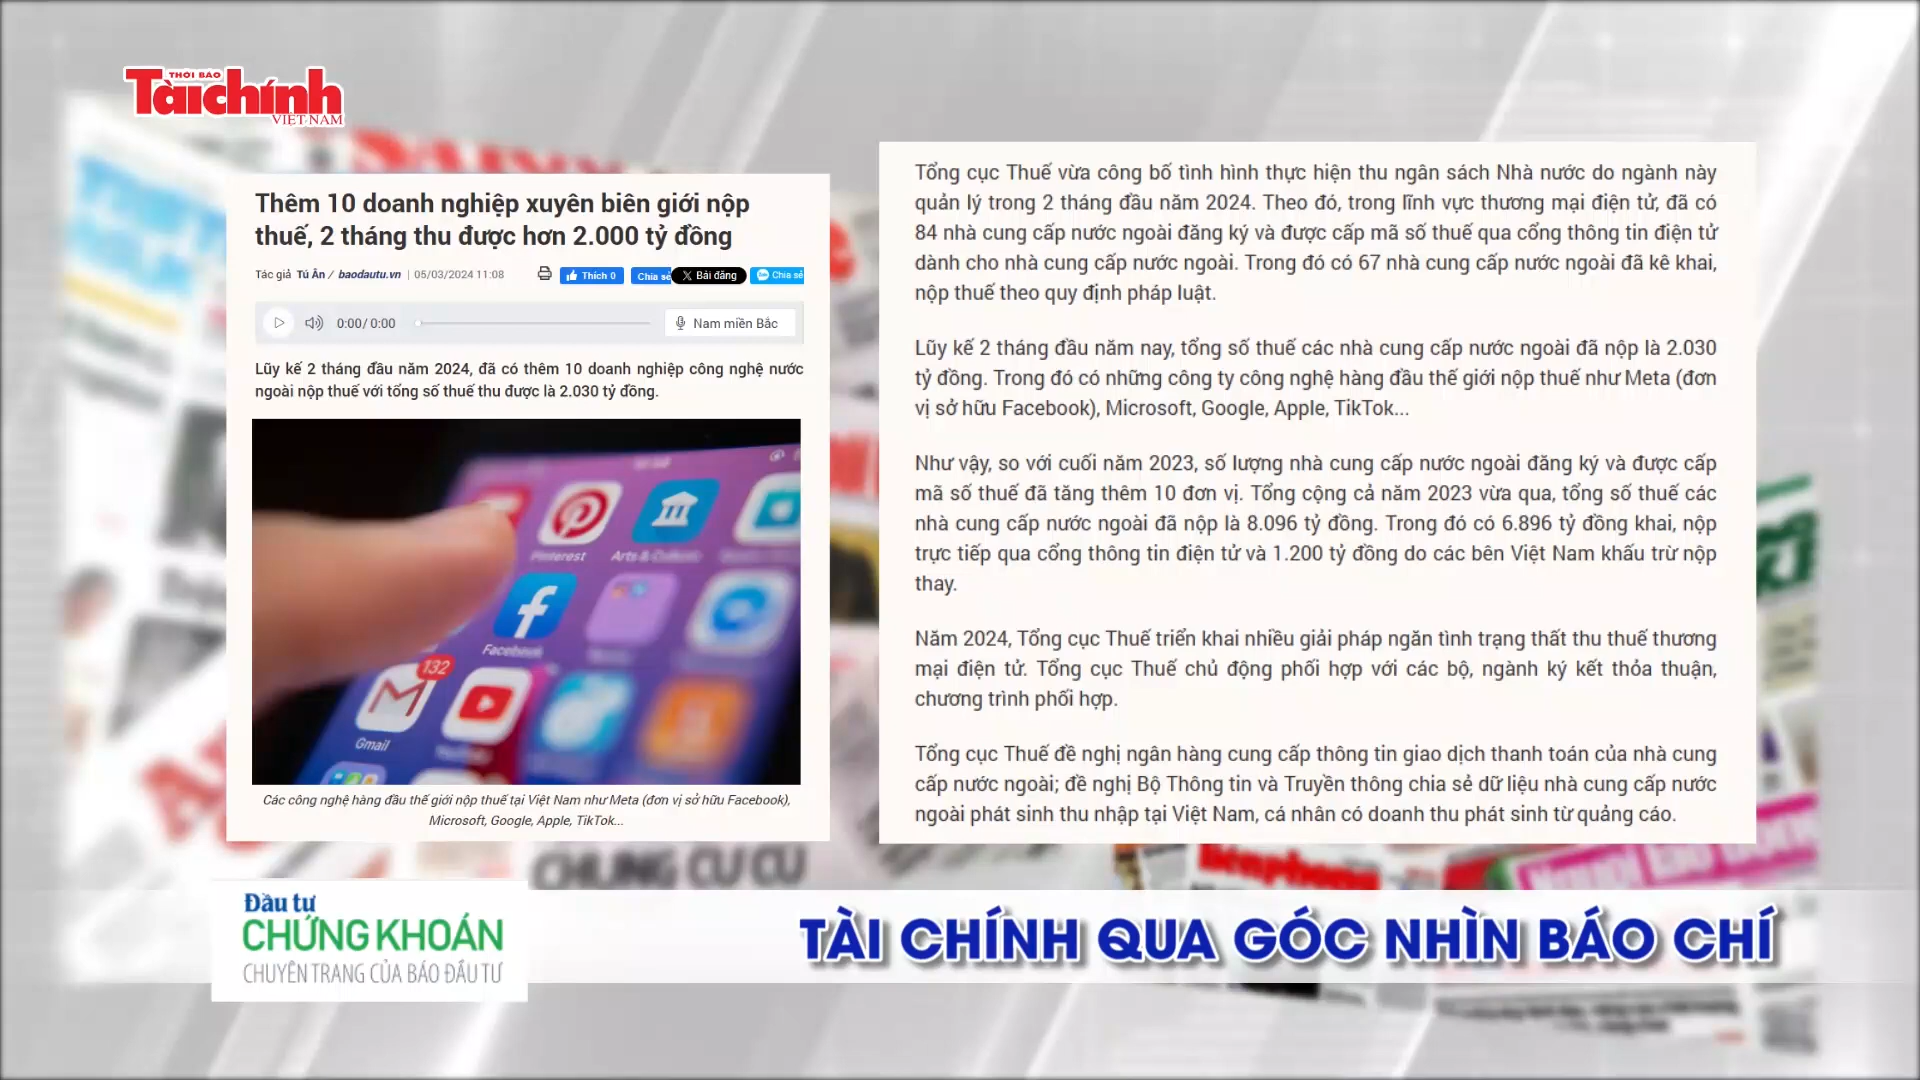 THỜI BÁO
Tàichính
VIỆT NAM
Thêm 10 doanh nghiệp xuyên biên giới nộp
thuế, 2 tháng thu được hơn 2.000 tỷ đồng
Tác giả Tú Ân / baodautu.vn | 05/03/2024 11:08
Thích 0
Chia sẻ
Bài đăng
Chia sẻ
0:00/ 0:00
Nam miền Bắc
Lũy kế 2 tháng đầu năm 2024, đã có thêm 10 doanh nghiệp công nghệ nước
ngoài nộp thuế với tổng số thuế thu được là 2.030 tỷ đồng.
Pinterest
Arts & Culture
Facebook
132
Gmail
YouTube
Các công nghệ hàng đầu thế giới nộp thuế tại Việt Nam như Meta (đơn vị sở hữu Facebook),
Microsoft, Google, Apple, TikTok...
Tổng cục Thuế vừa công bố tình hình thực hiện thu ngân sách Nhà nước do ngành này
quản lý trong 2 tháng đầu năm 2024. Theo đó, trong lĩnh vực thương mại điện tử, đã có
84 nhà cung cấp nước ngoài đăng ký và được cấp mã số thuế qua cổng thông tin điện tử
dành cho nhà cung cấp nước ngoài. Trong đó có 67 nhà cung cấp nước ngoài đã kê khai,
nộp thuế theo quy định pháp luật.
Lũy kế 2 tháng đầu năm nay, tổng số thuế các nhà cung cấp nước ngoài đã nộp là 2.030
tỷ đồng. Trong đó có những công ty công nghệ hàng đầu thế giới nộp thuế như Meta (đơn
vị sở hữu Facebook), Microsoft, Google, Apple, TikTok...
Như vậy, so với cuối năm 2023, số lượng nhà cung cấp nước ngoài đăng ký và được cấp
mã số thuế đã tăng thêm 10 đơn vị. Tổng cộng cả năm 2023 vừa qua, tổng số thuế các
nhà cung cấp nước ngoài đã nộp là 8.096 tỷ đồng. Trong đó có 6.896 tỷ đồng khai, nộp
trực tiếp qua cổng thông tin điện tử và 1.200 tỷ đồng do các bên Việt Nam khấu trừ nộp
thay.
Năm 2024, Tổng cục Thuế triển khai nhiều giải pháp ngăn tình trạng thất thu thuế thương
mại điện tử. Tổng cục Thuế chủ động phối hợp với các bộ, ngành ký kết thỏa thuận,
chương trình phối hợp.
Tổng cục Thuế đề nghị ngân hàng cung cấp thông tin giao dịch thanh toán của nhà cung
cấp nước ngoài; đề nghị Bộ Thông tin và Truyền thông chia sẻ dữ liệu nhà cung cấp nước
ngoài phát sinh thu nhập tại Việt Nam, cá nhân có doanh thu phát sinh từ quảng cáo.
CHUNG CƯ CŨ
Đầu tư
CHỨNG KHOÁN
CHUYÊN TRANG CỦA BÁO ĐẦU TƯ
TÀI CHÍNH QUA GÓC NHÌN BÁO CHÍ